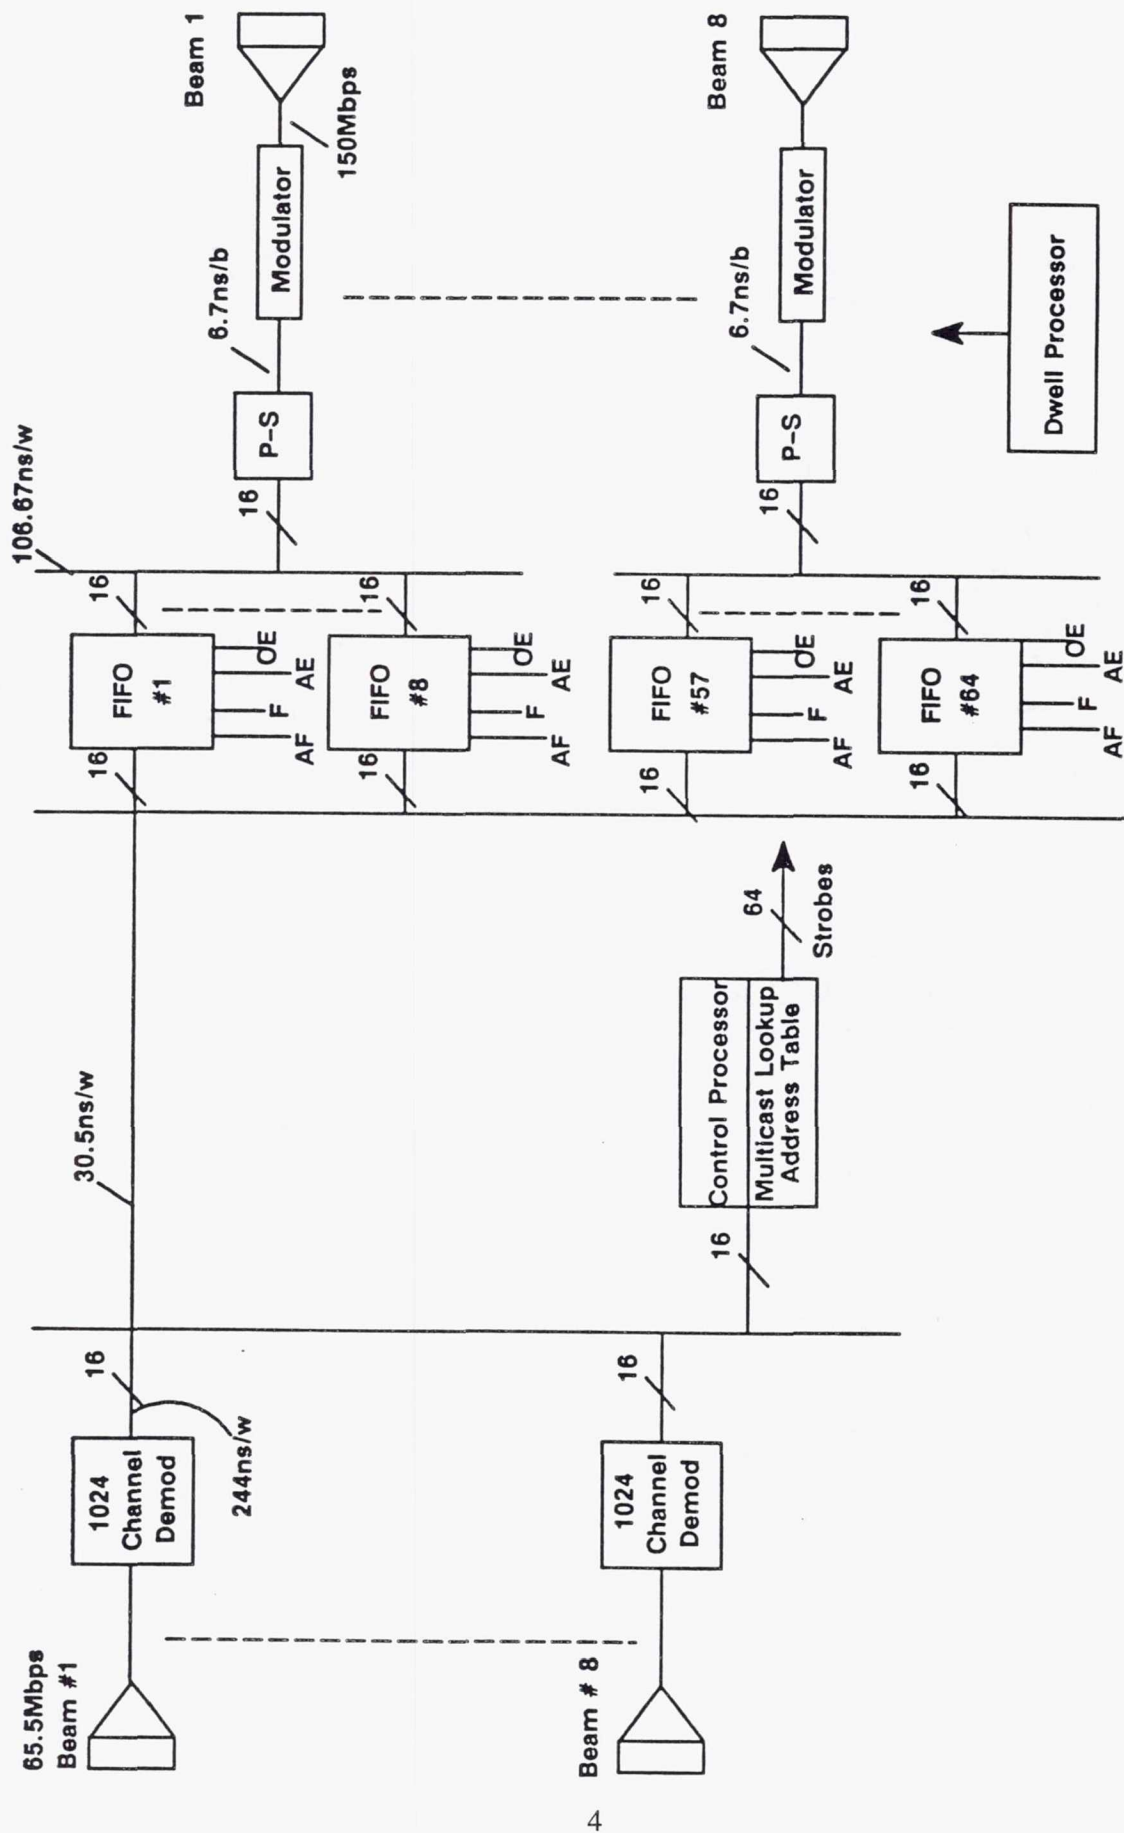 65.5Mbps
Beam #1
1024
Channel
Demod
16
244ns/w
30.5ns/w
Beam # 8
1024
Channel
Demod
16
16
Control Processor
Multicast Lookup
Address Table
64
Strobes
16
FIFO
#1
16
AF
F
AE
OE
16
FIFO
#8
16
AF
F
AE
OE
16
FIFO
#57
16
AF
F
AE
OE
16
FIFO
#64
16
AF
F
AE
OE
106.67ns/w
16
P-S
6.7ns/b
Modulator
150Mbps
Beam 1
16
P-S
6.7ns/b
Modulator
Beam 8
Dwell Processor
4